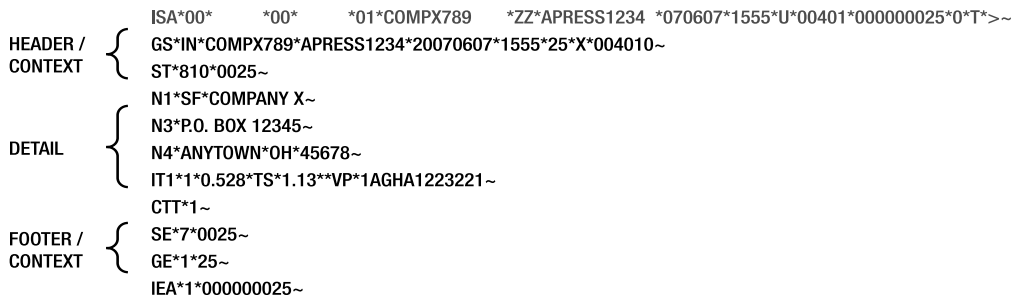 ISA*00*          *00*          *01*COMPX789       *ZZ*APRESS1234  *070607*1555*U*00401*000000025*0*T*>~
HEADER / CONTEXT
GS*IN*COMPX789*APRESS1234*20070607*1555*25*X*004010~
ST*810*0025~
N1*SF*COMPANY X~
DETAIL
N3*P.O. BOX 12345~
N4*ANYTOWN*OH*45678~
IT1*1*0.528*TS*1.13**VP*1AGHA1223221~
CTT*1~
FOOTER / CONTEXT
SE*7*0025~
GE*1*25~
IEA*1*000000025~